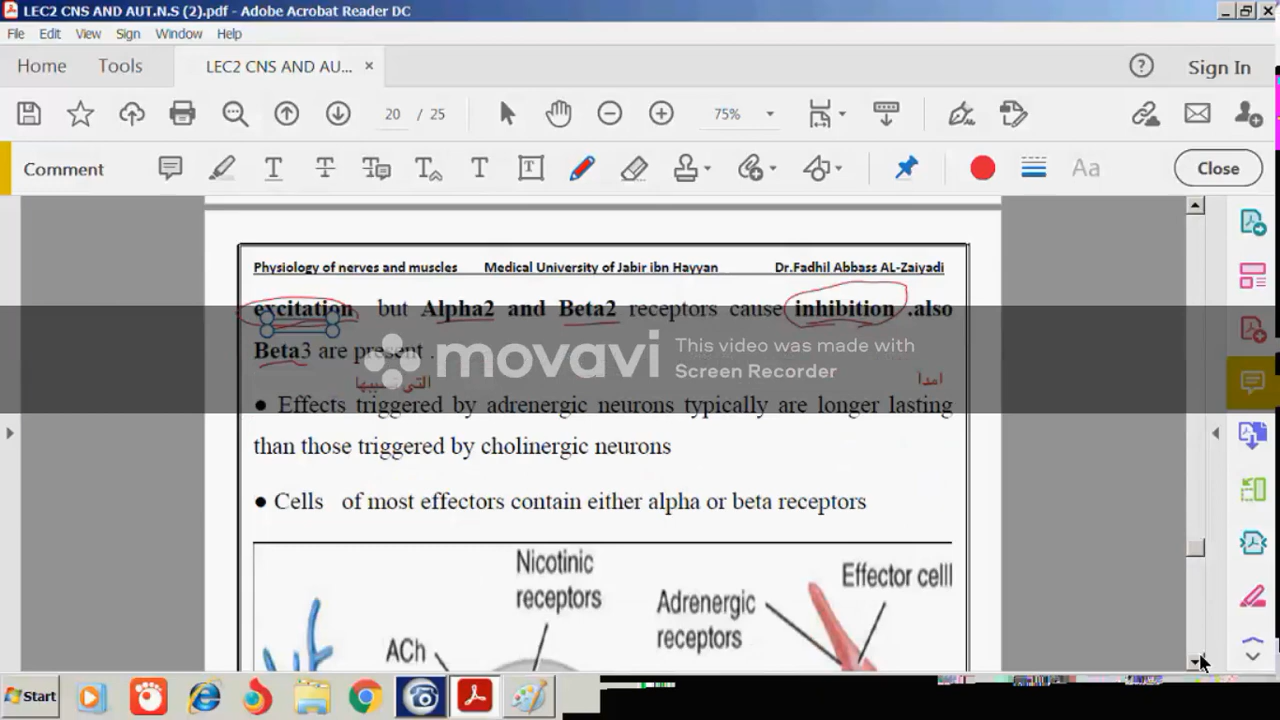 LEC2 CNS AND AUT.N.S (2).pdf - Adobe Acrobat Reader DC
File Edit View Sign Window Help
Home Tools LEC2 CNS AND AU... × Sign In
20 / 25 75%
Comment Close
Physiology of nerves and muscles Medical University of Jabir ibn Hayyan Dr.Fadhil Abbass AL-Zaiyadi
excitation but Alpha2 and Beta2 receptors cause inhibition .also
Beta3 are present .
movavi This video was made with
Screen Recorder
● Effects triggered by adrenergic neurons typically are longer lasting
than those triggered by cholinergic neurons
● Cells of most effectors contain either alpha or beta receptors
Nicotinic
receptors
Effector celll
Adrenergic
receptors
ACh
Start